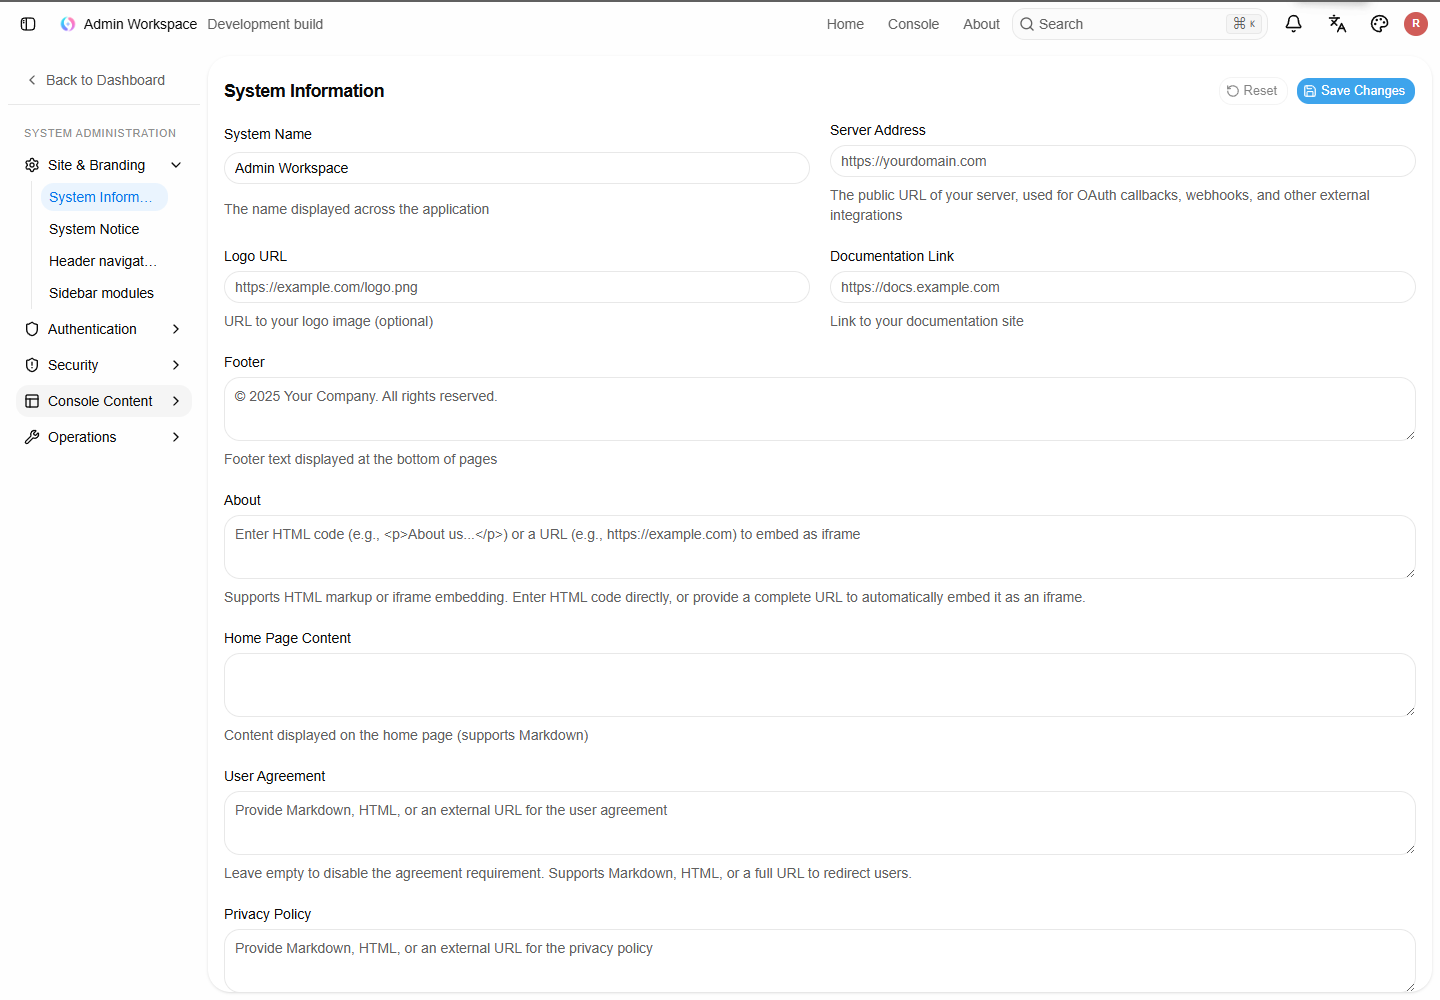 Admin Workspace Development build Home Console About Search ⌘ K R
Back to Dashboard
SYSTEM ADMINISTRATION
Site & Branding
System Inform…
System Notice
Header navigat…
Sidebar modules
Authentication
Security
Console Content
Operations
System Information
Reset Save Changes
System Name
Admin Workspace
The name displayed across the application
Server Address
https://yourdomain.com
The public URL of your server, used for OAuth callbacks, webhooks, and other external
integrations
Logo URL
https://example.com/logo.png
URL to your logo image (optional)
Documentation Link
https://docs.example.com
Link to your documentation site
Footer
© 2025 Your Company. All rights reserved.
Footer text displayed at the bottom of pages
About
Enter HTML code (e.g., <p>About us...</p>) or a URL (e.g., https://example.com) to embed as iframe
Supports HTML markup or iframe embedding. Enter HTML code directly, or provide a complete URL to automatically embed it as an iframe.
Home Page Content
Content displayed on the home page (supports Markdown)
User Agreement
Provide Markdown, HTML, or an external URL for the user agreement
Leave empty to disable the agreement requirement. Supports Markdown, HTML, or a full URL to redirect users.
Privacy Policy
Provide Markdown, HTML, or an external URL for the privacy policy